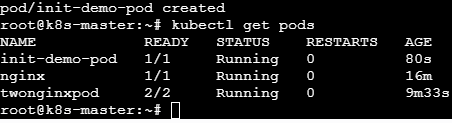 pod/init-demo-pod created
root@k8s-master:~# kubectl get pods
NAME READY STATUS RESTARTS AGE
init-demo-pod 1/1 Running 0 80s
nginx 1/1 Running 0 16m
twonginxpod 2/2 Running 0 9m33s
root@k8s-master:~#